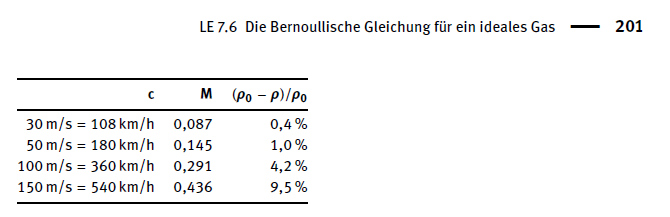 LE 7.6 Die Bernoullische Gleichung für ein ideales Gas — 201
c M (ρ₀ − ρ)/ρ₀
30 m/s = 108 km/h 0,087 0,4 %
50 m/s = 180 km/h 0,145 1,0 %
100 m/s = 360 km/h 0,291 4,2 %
150 m/s = 540 km/h 0,436 9,5 %